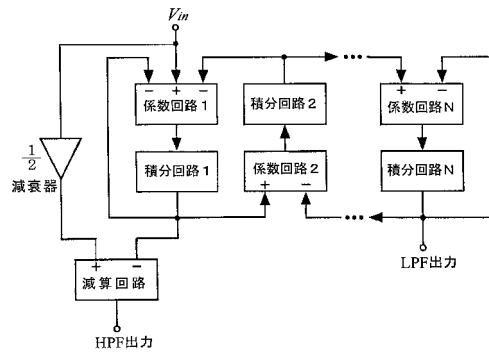 Vin
− + −
係数回路1
積分回路2
+ −
係数回路N
1/2
減衰器
積分回路1
係数回路2
+ −
積分回路N
+ −
減算回路
LPF出力
HPF出力